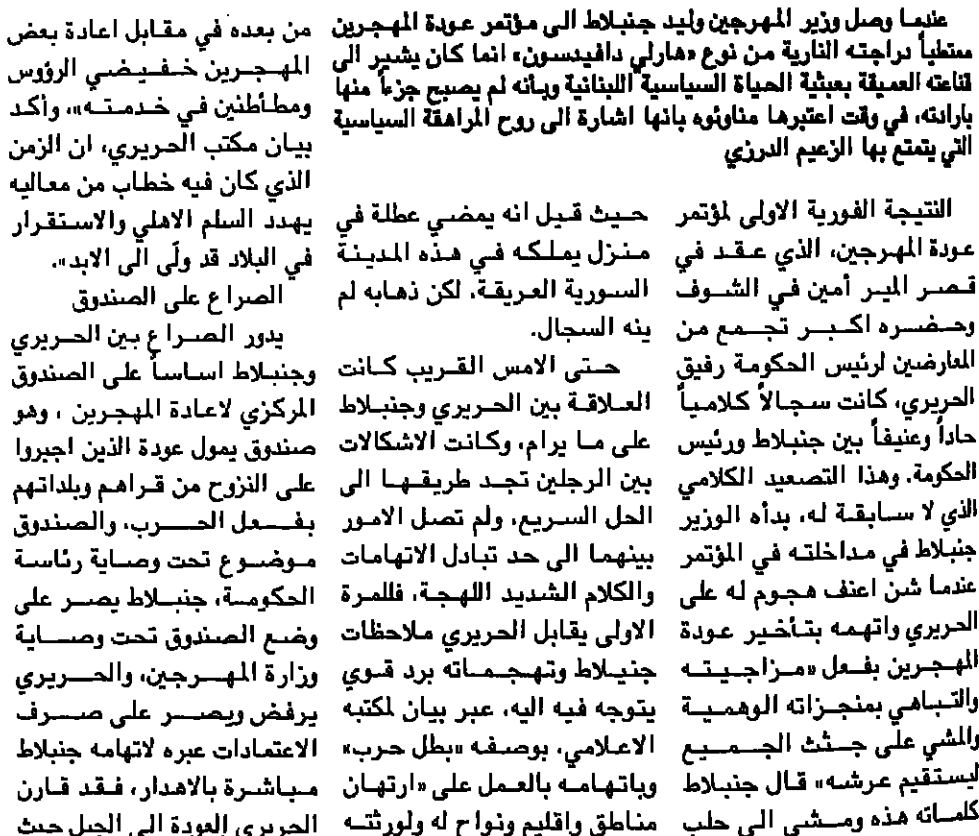 عندما وصل وزير المهجرين وليد جنبلاط الى مؤتمر عودة المهجرين
ممتطياً دراجته النارية من نوع «هارلي دافيدسون» انما كان يشير الى
قناعته العميقة بعبثية الحياة السياسية اللبنانية وبأنه لم يصبح جزءاً منها
بارادته، في وقت اعتبرها مناوئوه بانها اشارة الى روح المراهقة السياسية
التي يتمتع بها الزعيم الدرزي
النتيجة الفورية الاولى لمؤتمر
عودة المهرجين، الذي عقد في
قصر المير أمين في الشوف
وحضره اكبر تجمع من
المعارضين لرئيس الحكومة رفيق
الحريري، كانت سجالاً كلامياً
حاداً وعنيفاً بين جنبلاط ورئيس
الحكومة. وهذا التصعيد الكلامي
الذي لا سابقة له، بدأه الوزير
جنبلاط في مداخلته في المؤتمر
عندما شن اعنف هجوم له على
الحريري واتهمه بتأخير عودة
المهجرين بفعل «مزاجيته
والتباهي بمنجزاته الوهمية
والمشي على جثث الجميع
ليستقيم عرشه» قال جنبلاط
كلماته هذه ومشى الى حلب
حيث قيل انه يمضي عطلة في
منزل يملكه في هذه المدينة
السورية العريقة. لكن ذهابه لم
ينه السجال.
حتى الامس القريب كانت
العلاقة بين الحريري وجنبلاط
على ما يرام، وكانت الاشكالات
بين الرجلين تجد طريقها الى
الحل السريع، ولم تصل الامور
بينهما الى حد تبادل الاتهامات
والكلام الشديد اللهجة، فللمرة
الاولى يقابل الحريري ملاحظات
جنبلاط وتهجماته برد قوي
يتوجه فيه اليه، عبر بيان لمكتبه
الاعلامي، بوصفه «بطل حرب»
وباتهامه بالعمل على «ارتهان
مناطق واقليم ونواح له ولورثته
من بعده في مقابل اعادة بعض
المهجرين خفيضي الرؤوس
ومطأطئين في خدمته»، وأكد
بيان مكتب الحريري، ان الزمن
الذي كان فيه خطاب من معاليه
يهدد السلم الاهلي والاستقرار
في البلاد قد ولّى الى الابد».
الصراع على الصندوق
يدور الصراع بين الحريري
وجنبلاط اساساً على الصندوق
المركزي لاعادة المهجرين ، وهو
صندوق يمول عودة الذين اجبروا
على النزوح من قراهم وبلداتهم
بفعل الحرب، والصندوق
موضوع تحت وصاية رئاسة
الحكومة، جنبلاط يصر على
وضع الصندوق تحت وصاية
وزارة المهرجين، والحريري
يرفض ويصر على صرف
الاعتمادات عبره لاتهامه جنبلاط
مباشرة بالاهدار، فقد قارن
الحريري العودة الى الجبل حيث